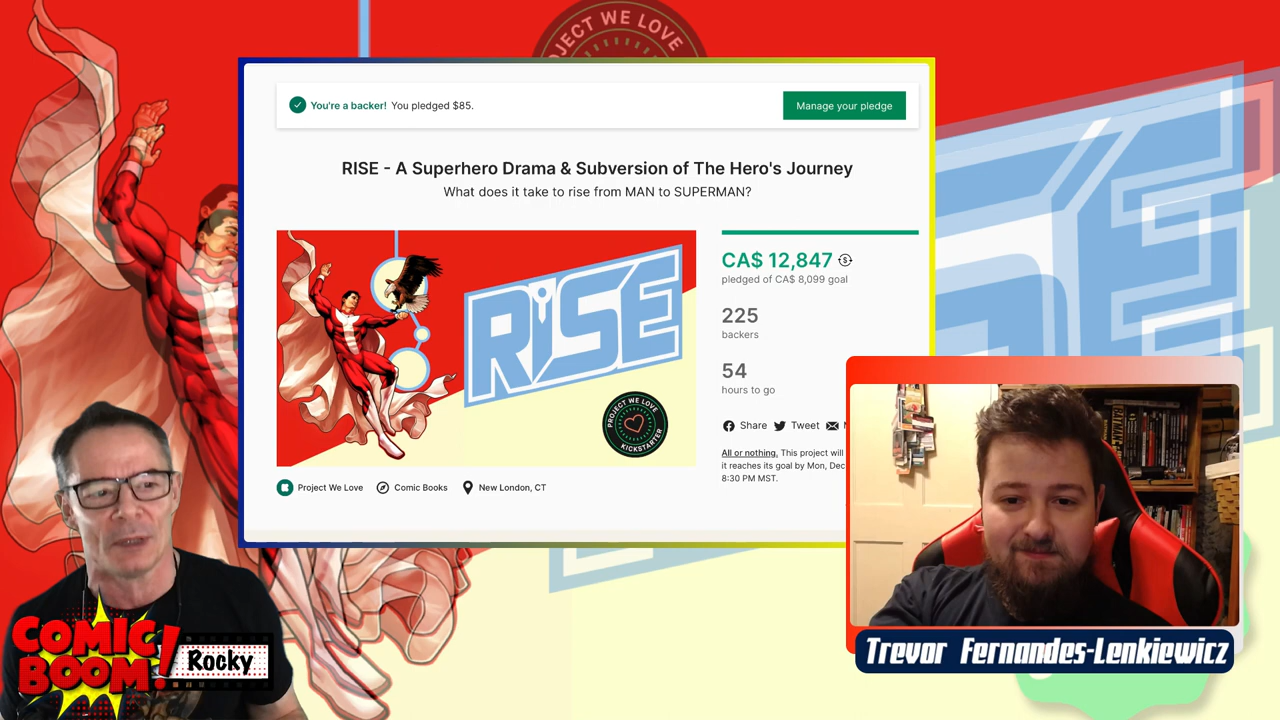 PROJECT WE LOVE
You're a backer! You pledged $85.
Manage your pledge
RISE - A Superhero Drama & Subversion of The Hero's Journey
What does it take to rise from MAN to SUPERMAN?
RiSE
PROJECT WE LOVE
KICKSTARTER
CA$ 12,847
pledged of CA$ 8,099 goal
225
backers
54
hours to go
Share Tweet
All or nothing. This project will
it reaches its goal by Mon, Dec
8:30 PM MST.
Project We Love Comic Books New London, CT
COMIC
BOOM!
Rocky
Trevor Fernandes-Lenkiewicz